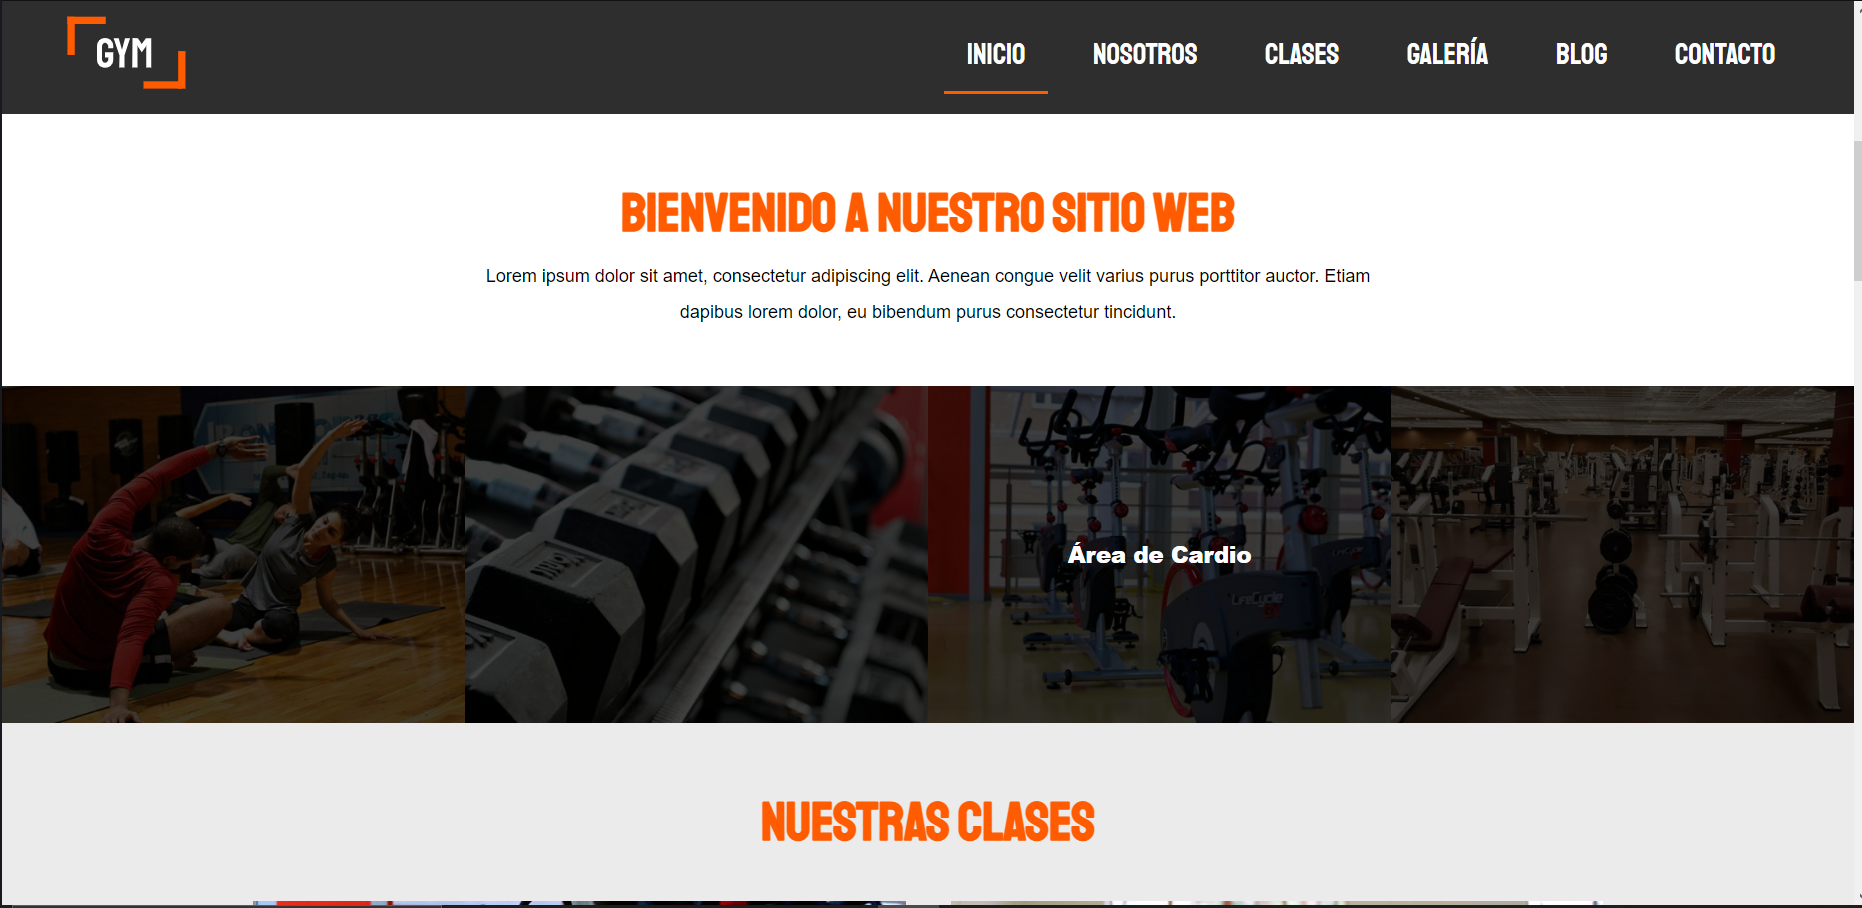 GYM
INICIO NOSOTROS CLASES GALERÍA BLOG CONTACTO
BIENVENIDO A NUESTRO SITIO WEB
Lorem ipsum dolor sit amet, consectetur adipiscing elit. Aenean congue velit varius purus porttitor auctor. Etiam
dapibus lorem dolor, eu bibendum purus consectetur tincidunt.
Área de Cardio
LifeCycle
NUESTRAS CLASES